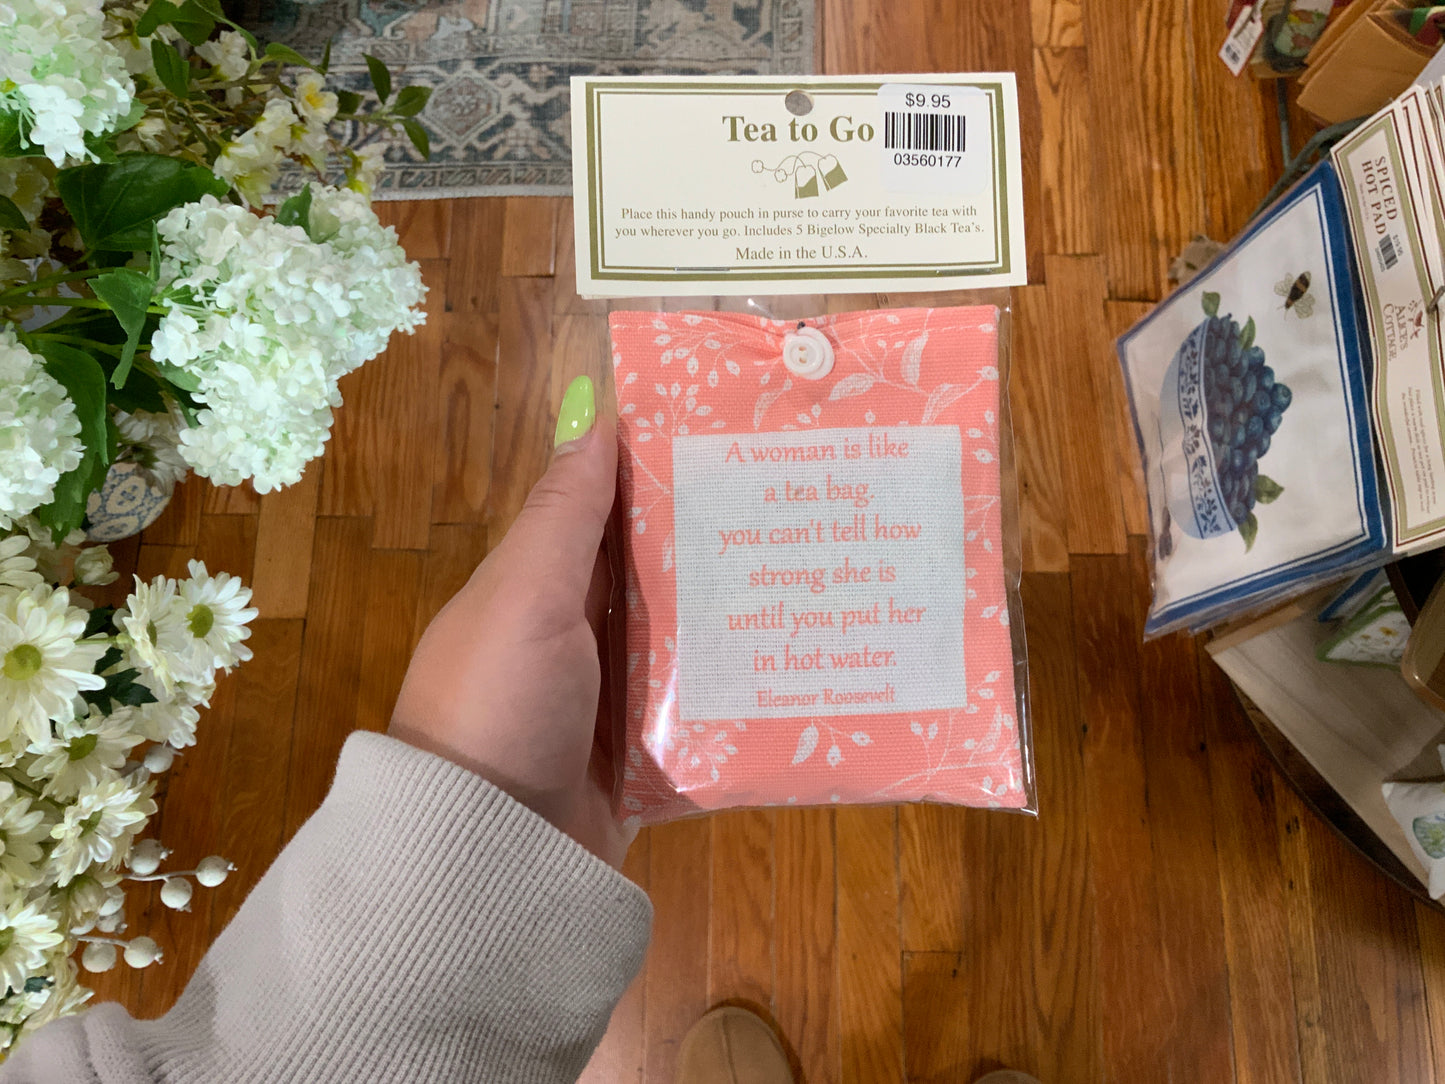 $9.95
03560177
Tea to Go
Place this handy pouch in purse to carry your favorite tea with
you wherever you go. Includes 5 Bigelow Specialty Black Tea's.
Made in the U.S.A.
A woman is like
a tea bag.
you can't tell how
strong she is
until you put her
in hot water.
Eleanor Roosevelt
SPICED
HOT PAD
ALICE'S
COTTAGE